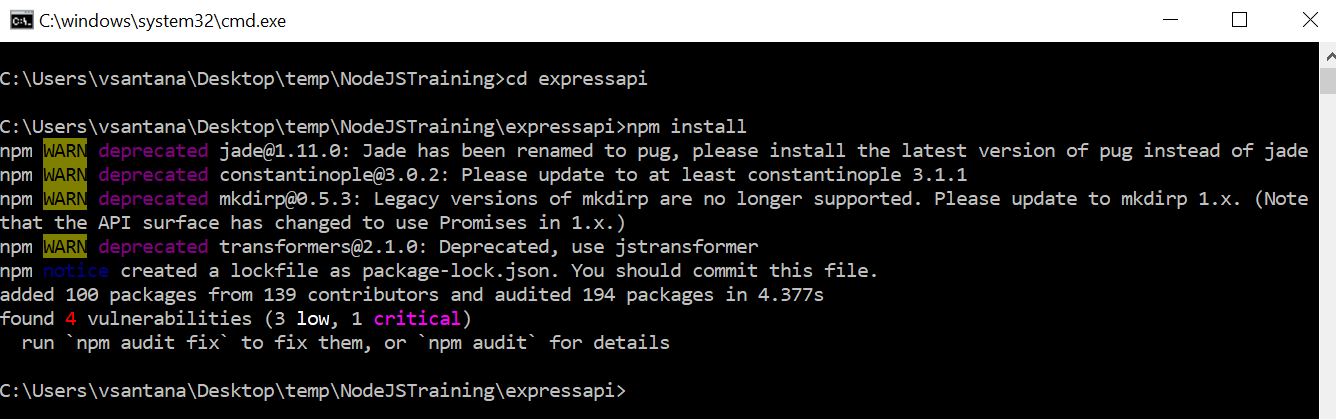 C:\windows\system32\cmd.exe
C:\Users\vsantana\Desktop\temp\NodeJSTraining>cd expressapi
C:\Users\vsantana\Desktop\temp\NodeJSTraining\expressapi>npm install
npm WARN deprecated jade@1.11.0: Jade has been renamed to pug, please install the latest version of pug instead of jade
npm WARN deprecated constantinople@3.0.2: Please update to at least constantinople 3.1.1
npm WARN deprecated mkdirp@0.5.3: Legacy versions of mkdirp are no longer supported. Please update to mkdirp 1.x. (Note
that the API surface has changed to use Promises in 1.x.)
npm WARN deprecated transformers@2.1.0: Deprecated, use jstransformer
npm notice created a lockfile as package-lock.json. You should commit this file.
added 100 packages from 139 contributors and audited 194 packages in 4.377s
found 4 vulnerabilities (3 low, 1 critical)
  run `npm audit fix` to fix them, or `npm audit` for details
C:\Users\vsantana\Desktop\temp\NodeJSTraining\expressapi>